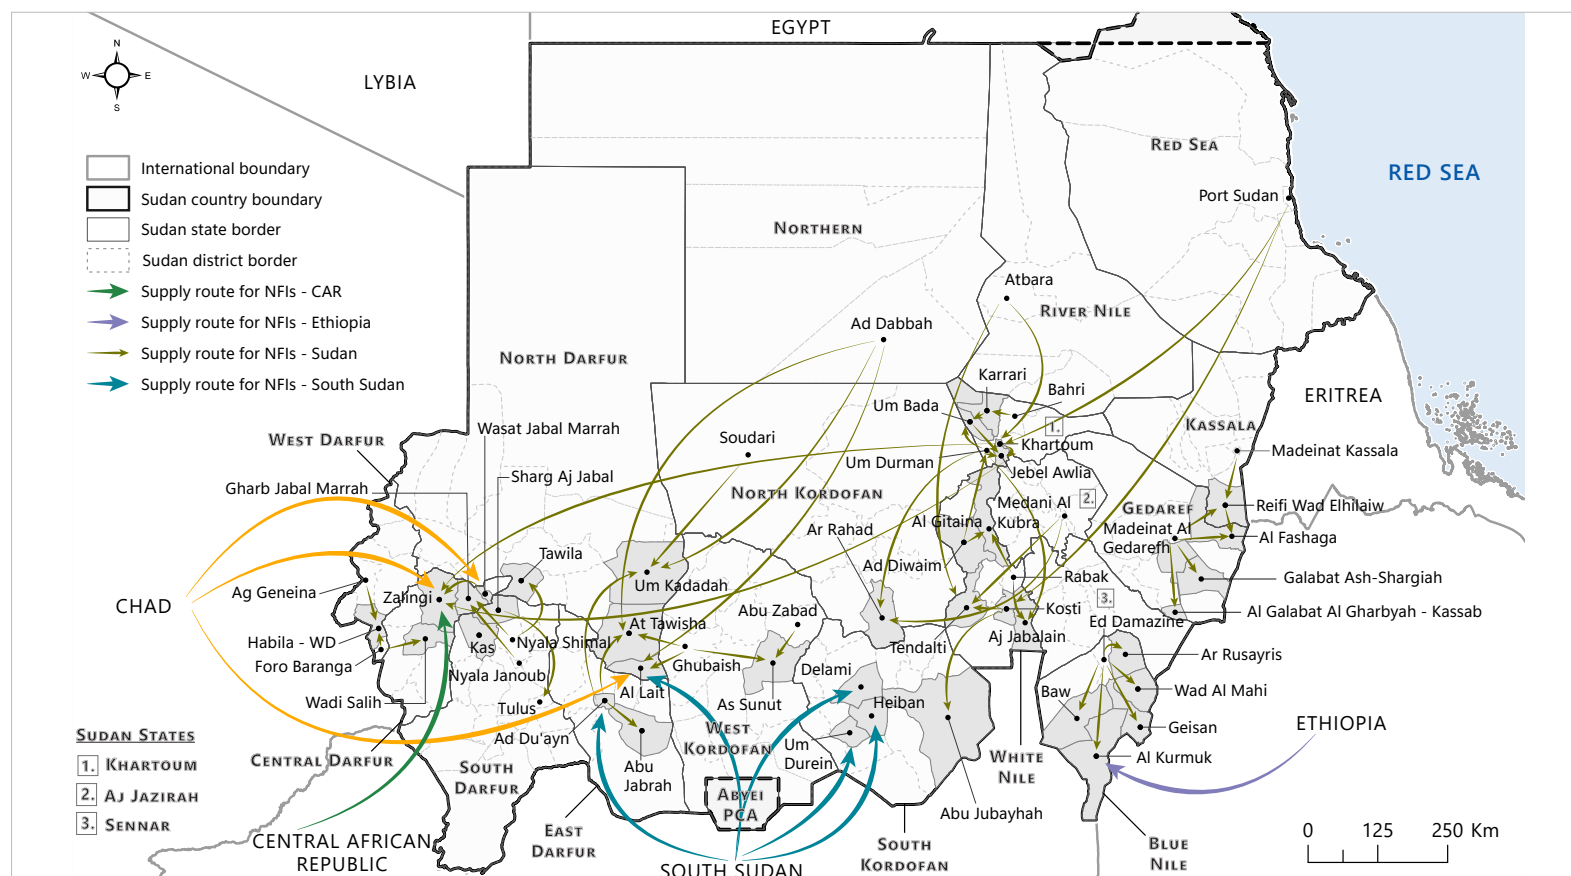 EGYPT
LYBIA
N
W
E
S
RED SEA
RED SEA
Port Sudan
International boundary
Sudan country boundary
Sudan state border
Sudan district border
Supply route for NFIs - CAR
Supply route for NFIs - Ethiopia
Supply route for NFIs - Sudan
Supply route for NFIs - South Sudan
NORTHERN
Atbara
RIVER NILE
Ad Dabbah
NORTH DARFUR
Karrari
Bahri
Um Bada
ERITREA
1.
KASSALA
WEST DARFUR
Wasat Jabal Marrah
Soudari
Khartoum
Um Durman
Jebel Awlia
Madeinat Kassala
Sharg Aj Jabal
Gharb Jabal Marrah
NORTH KORDOFAN
Medani Al
Kubra
2.
GEDAREF
Reifi Wad Elhilaiw
Ar Rahad
Al Gitaina
Madeinat Al
Gedarefh
Al Fashaga
Tawila
Ad Diwaim
Um Kadadah
Rabak
Galabat Ash-Shargiah
Ag Geneina
Zalingi
CHAD
Abu Zabad
Kosti
3.
Al Galabat Al Gharbyah - Kassab
At Tawisha
Ed Damazine
Habila - WD
Kas
Nyala Shimal
Aj Jabalain
Tendalti
Foro Baranga
Ghubaish
Delami
Ar Rusayris
Nyala Janoub
Al Lait
Baw
Wad Al Mahi
Wadi Salih
Tulus
As Sunut
Heiban
Geisan
ETHIOPIA
Ad Du'ayn
WEST
KORDOFAN
Um
Durein
Al Kurmuk
SUDAN STATES
1. KHARTOUM
2. AJ JAZIRAH
3. SENNAR
CENTRAL DARFUR
SOUTH
DARFUR
Abu
Jabrah
WHITE
NILE
ABYEI
PCA
Abu Jubayhah
CENTRAL AFRICAN
REPUBLIC
EAST
DARFUR
SOUTH
KORDOFAN
BLUE
NILE
SOUTH SUDAN
0 125 250 Km